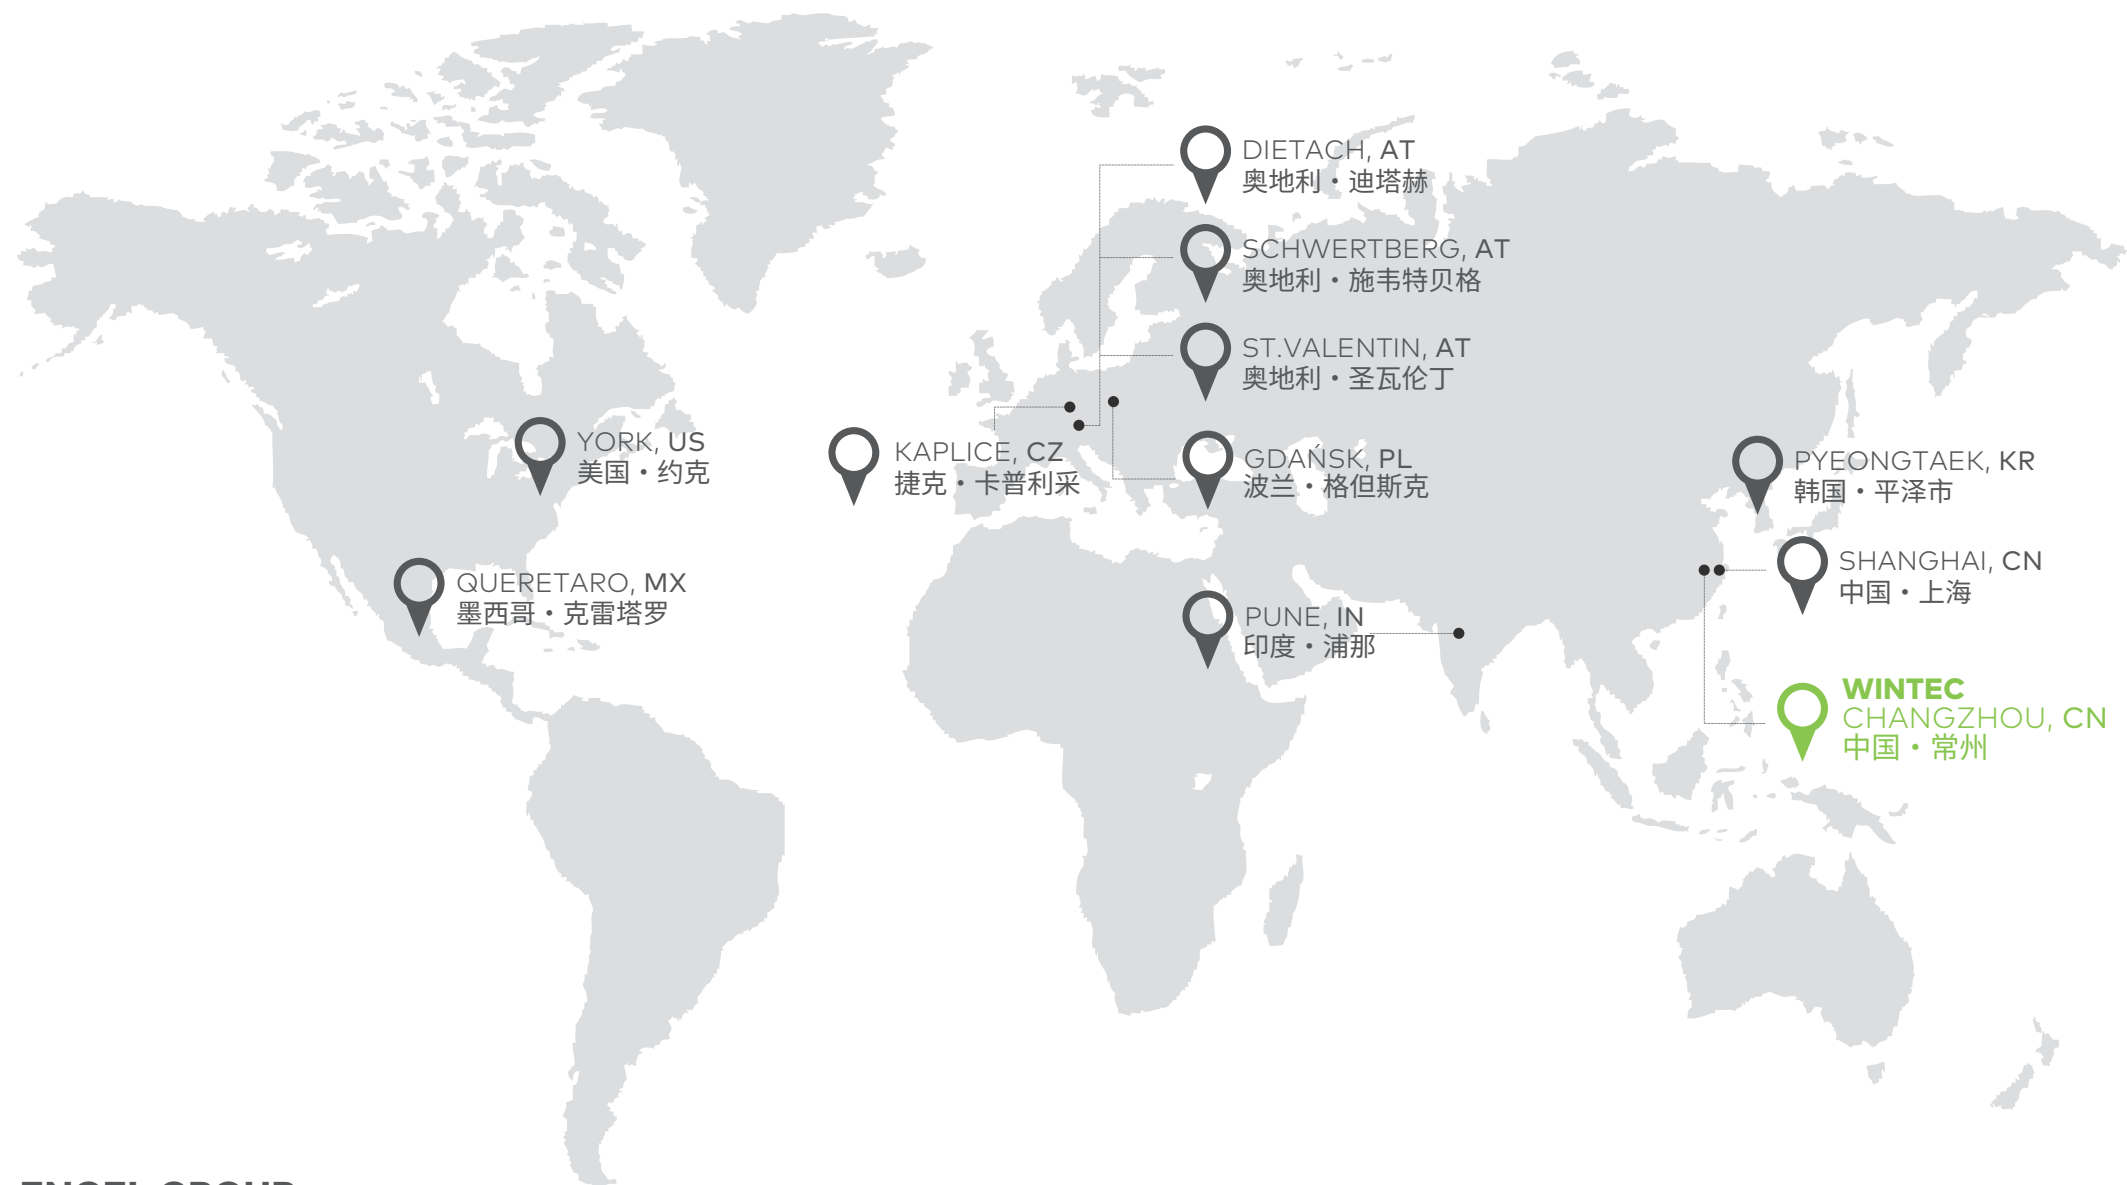 DIETACH, AT
奥地利・迪塔赫
SCHWERTBERG, AT
奥地利・施韦特贝格
ST.VALENTIN, AT
奥地利・圣瓦伦丁
YORK, US
美国・约克
KAPLICE, CZ
捷克・卡普利采
GDAŃSK, PL
波兰・格但斯克
PYEONGTAEK, KR
韩国・平泽市
QUERETARO, MX
墨西哥・克雷塔罗
SHANGHAI, CN
中国・上海
PUNE, IN
印度・浦那
WINTEC
CHANGZHOU, CN
中国・常州
ENGEL GROUP